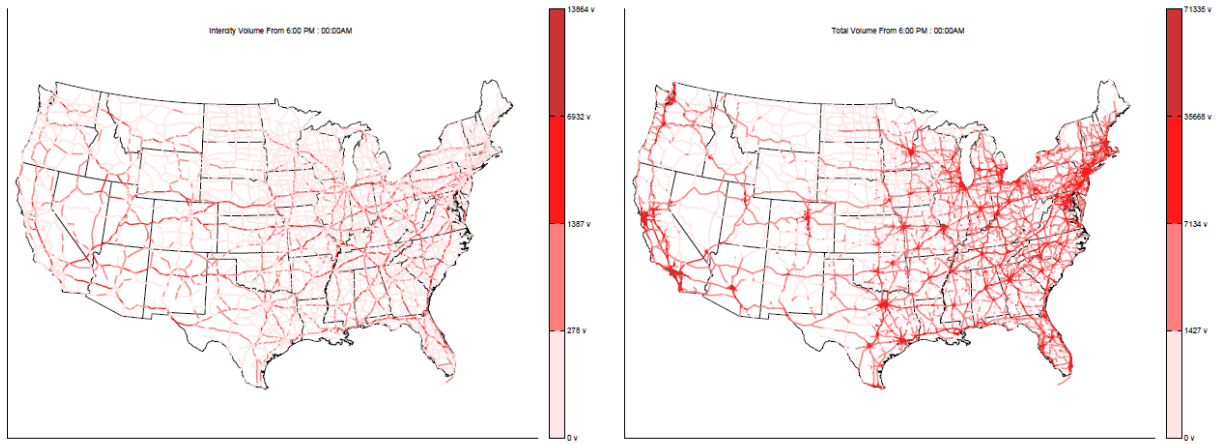 Intercity Volume From 6:00 PM : 00:00AM
13864 v
6932 v
1387 v
278 v
0 v
Total Volume From 6:00 PM : 00:00AM
71335 v
35668 v
7134 v
1427 v
0 v